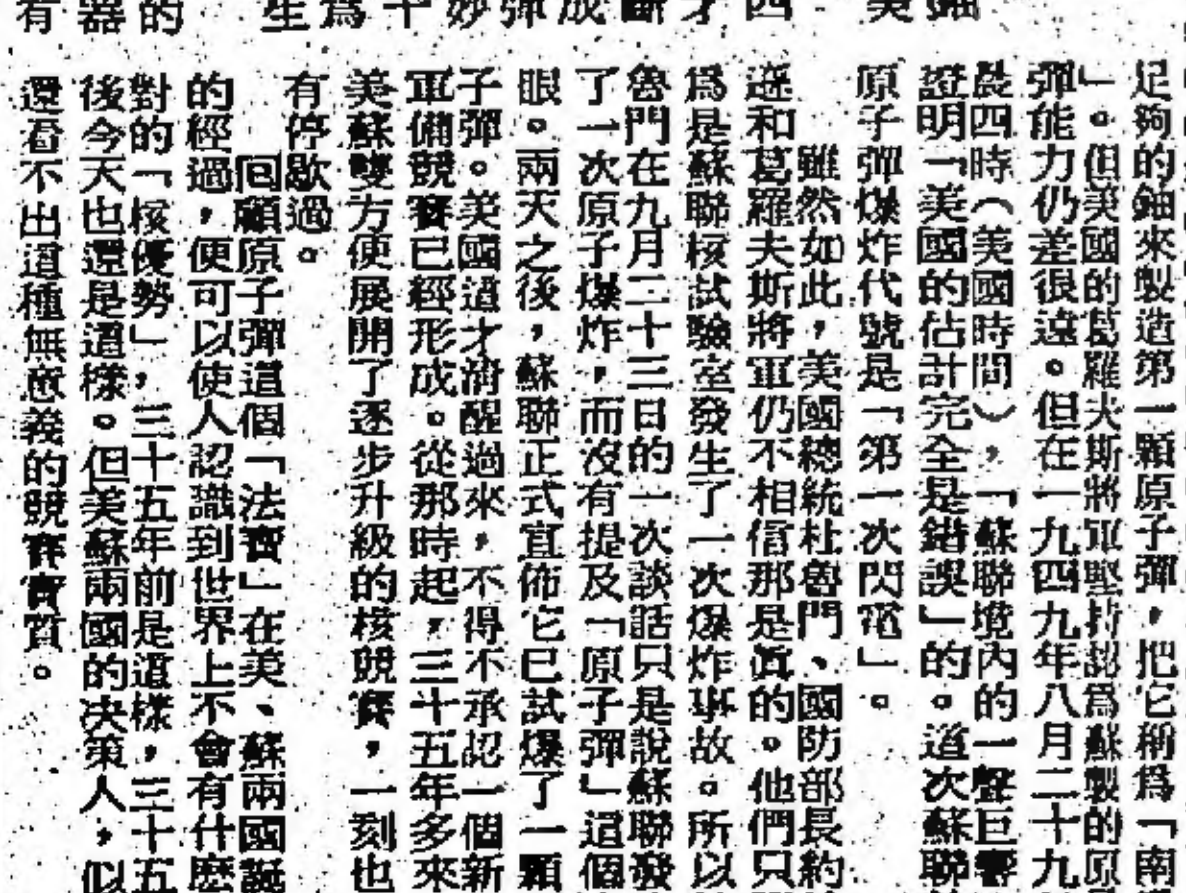 鈾
美
四
才
斷
成
彈
妙
十
爲
生
的
器
有
足夠的鈾來製造第一顆原子彈，把它稱爲「南
」。但美國的葛羅夫斯將軍堅持認爲蘇製的原
彈能力仍差很遠。但在一九四九年八月二十九
晨四時（美國時間），「蘇聯境內的一聲巨響
證明「美國的估計完全是錯誤」的。這次蘇聯
原子彈爆炸代號是「第一次閃電」。
雖然如此，美國總統杜魯門、國防部長約
遜和葛羅夫斯將軍仍不相信那是眞的。他們只
爲是蘇聯核試驗室發生了一次爆炸事故。所以
魯門在九月二十三日的一次談話只是說蘇聯發
了一次原子爆炸，而沒有提及「原子彈」這個
眼。兩天之後，蘇聯正式宣佈它已試爆了一顆
子彈。美國這才淸醒過來，不得不承認一個新
軍備競賽已經形成。從那時起，三十五年多來
美蘇雙方便展開了逐步升級的核競賽，一刻也
有停歇過。
回顧原子彈這個「法寶」在美、蘇兩國誕
的經過，便可以使人認識到世界上不會有什麼
對的「核優勢」，三十五年前是這樣，三十五
後今天也還是這樣。但美蘇兩國的決策人，似
還看不出這種無意義的競賽實質。